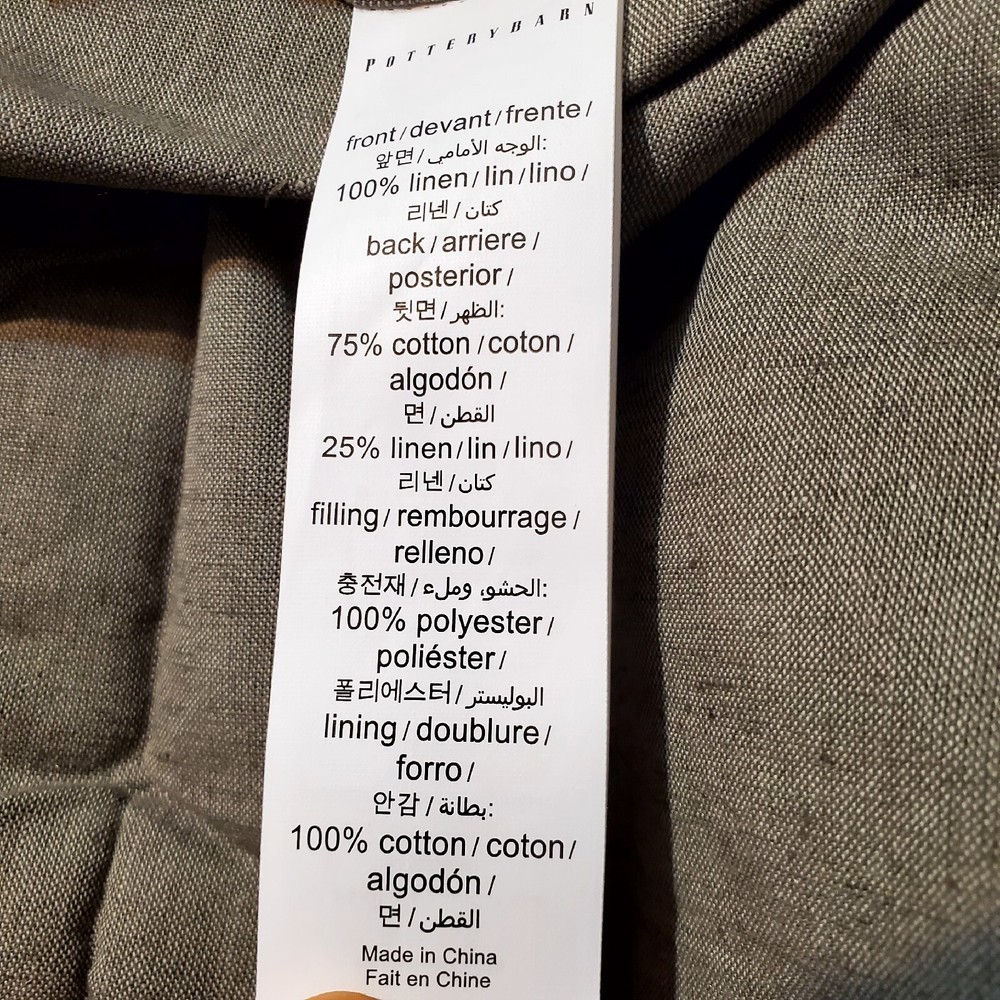 POTTERYBARN
front/devant/frente/
앞면/الوجه الأمامي:
100% linen/lin/lino/
리넨/كتان
back/arriere/
posterior/
뒷면/الظهر:
75% cotton/coton/
algodón/
면/القطن
25% linen/lin/lino/
리넨/كتان
filling/rembourrage/
relleno/
충전재/الحشو، وملء:
100% polyester/
poliéster/
폴리에스터/البوليستر
lining/doublure/
forro/
안감/بطانة:
100% cotton/coton/
algodón/
면/القطن
Made in China
Fait en Chine